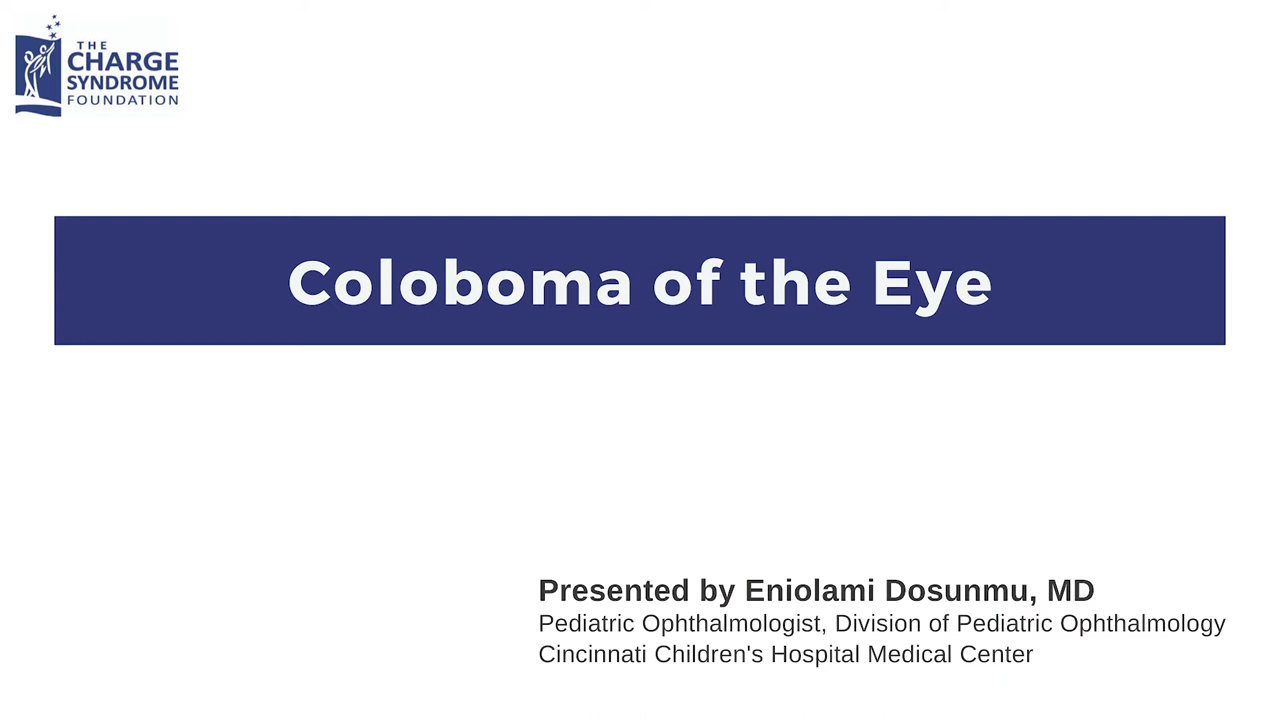 THE
CHARGE
SYNDROME
FOUNDATION
Coloboma of the Eye
Presented by Eniolami Dosunmu, MD
Pediatric Ophthalmologist, Division of Pediatric Ophthalmology
Cincinnati Children's Hospital Medical Center